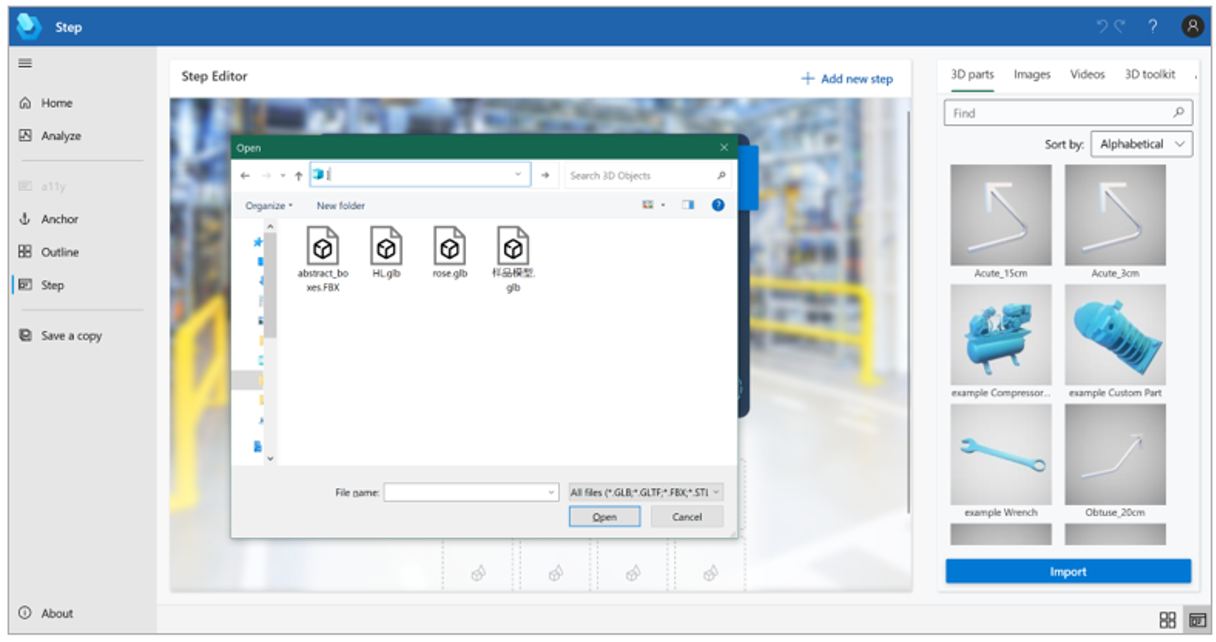 Step
?
Home
Analyze
a11y
Anchor
Outline
Step
Save a copy
About
Step Editor
+ Add new step
Open
Search 3D Objects
Organize
New folder
?
abstract_bo
xes.FBX
HL.glb
rose.glb
样品模型.
glb
File name:
All files (*.GLB;*.GLTF;*.FBX;*.STL
Open
Cancel
3D parts
Images
Videos
3D toolkit
Find
Sort by:
Alphabetical
Acute_15cm
Acute_3cm
example Compressor...
example Custom Part
example Wrench
Obtuse_20cm
Import